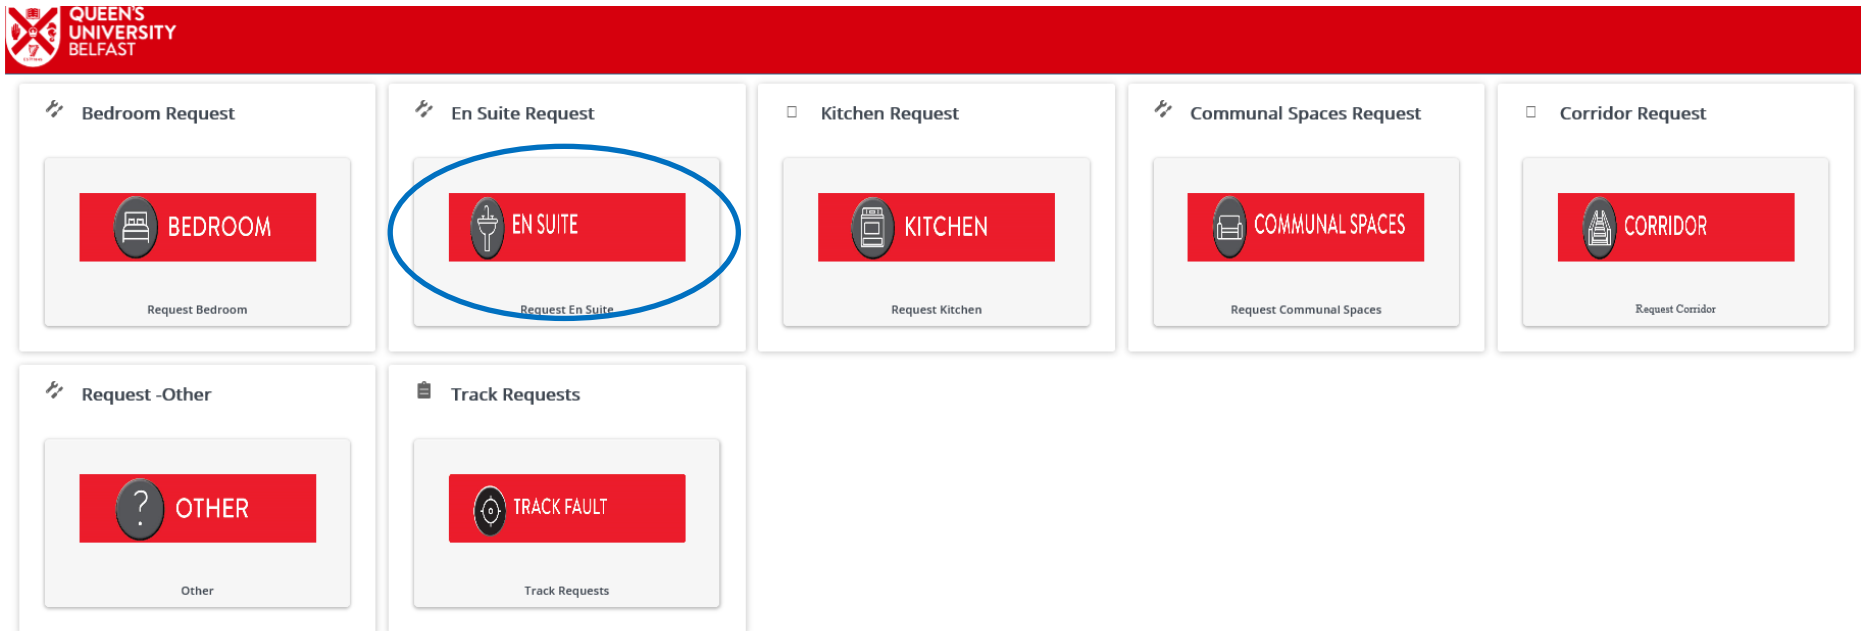 QUEEN'S
UNIVERSITY
BELFAST
Bedroom Request
En Suite Request
Kitchen Request
Communal Spaces Request
Corridor Request
BEDROOM
EN SUITE
KITCHEN
COMMUNAL SPACES
CORRIDOR
Request Bedroom
Request En Suite
Request Kitchen
Request Communal Spaces
Request Corridor
Request -Other
Track Requests
OTHER
TRACK FAULT
Other
Track Requests